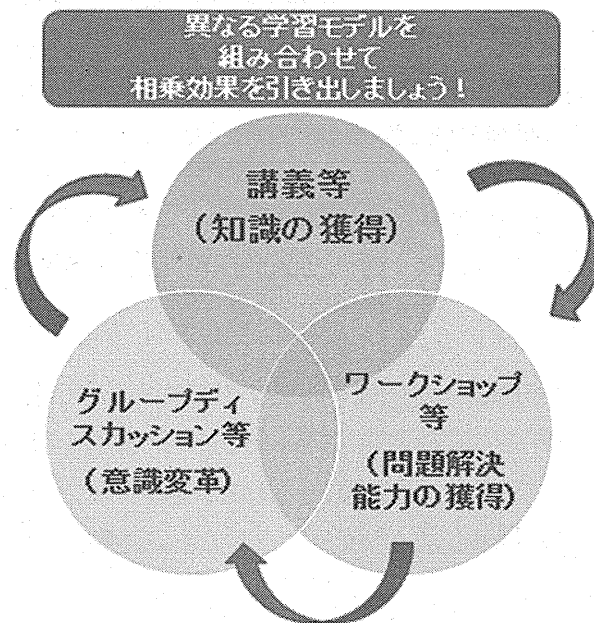 異なる学習モデルを
組み合わせて
相乗効果を引き出しましょう！
講義等
（知識の獲得）
グループディ
スカッション等
（意識変革）
ワークショップ
等
（問題解決
能力の獲得）